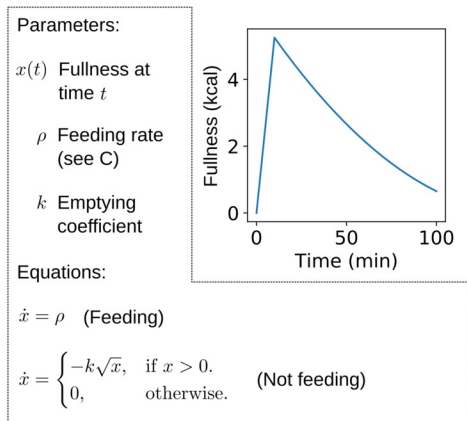 Parameters:
x(t) Fullness at
time t
ρ Feeding rate
(see C)
k Emptying
coefficient
Fullness (kcal)
4
2
0
0 50 100
Time (min)
Equations:
ẋ = ρ (Feeding)
ẋ = { −k√x, if x > 0.
0, otherwise.
(Not feeding)